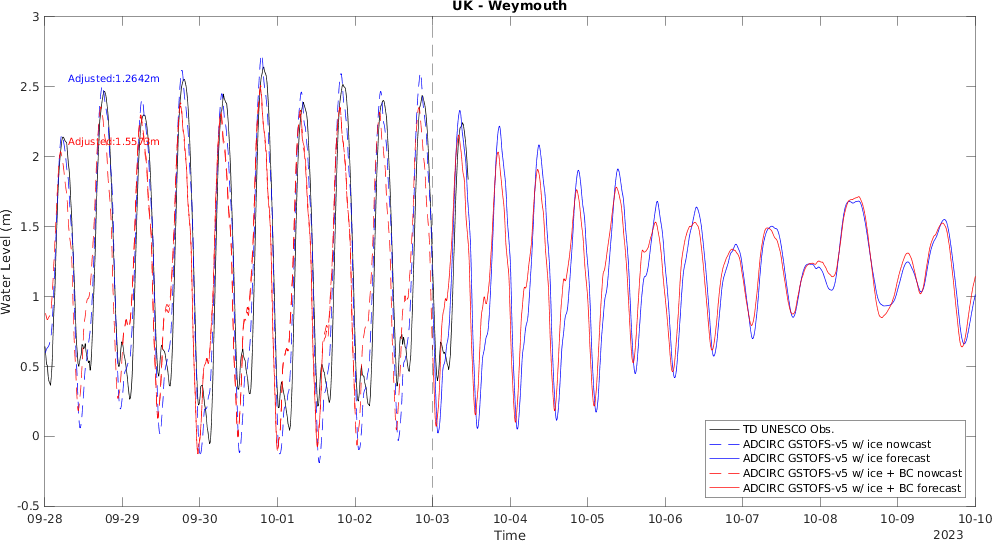 UK - Weymouth
3
2.5
2
1.5
1
0.5
0
-0.5
Water Level (m)
Adjusted:1.2642m
TD UNESCO Obs.
ADCIRC GSTOFS-v5 w/ ice nowcast
ADCIRC GSTOFS-v5 w/ ice forecast
ADCIRC GSTOFS-v5 w/ ice + BC nowcast
ADCIRC GSTOFS-v5 w/ ice + BC forecast
09-28 09-29 09-30 10-01 10-02 10-03 10-04 10-05 10-06 10-07 10-08 10-09 10-10
Time
2023